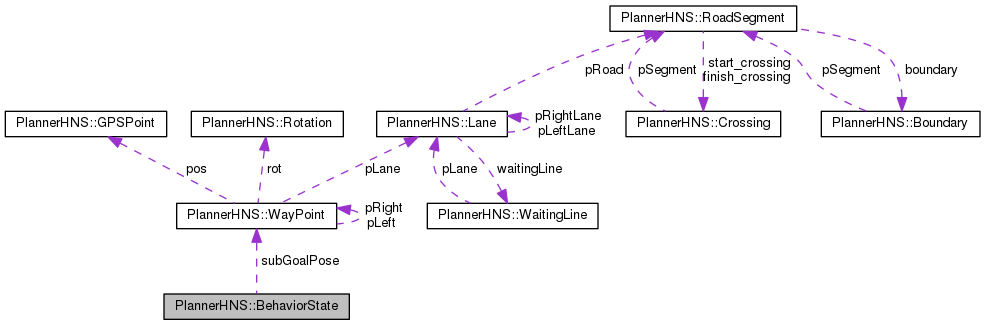 PlannerHNS::RoadSegment
start_crossing
finish_crossing
pRoad
pSegment
pSegment
boundary
PlannerHNS::GPSPoint
PlannerHNS::Rotation
PlannerHNS::Lane
pRightLane
pLeftLane
PlannerHNS::Crossing
PlannerHNS::Boundary
pos
rot
pLane
pLane
waitingLine
PlannerHNS::WayPoint
pRight
pLeft
PlannerHNS::WaitingLine
subGoalPose
PlannerHNS::BehaviorState